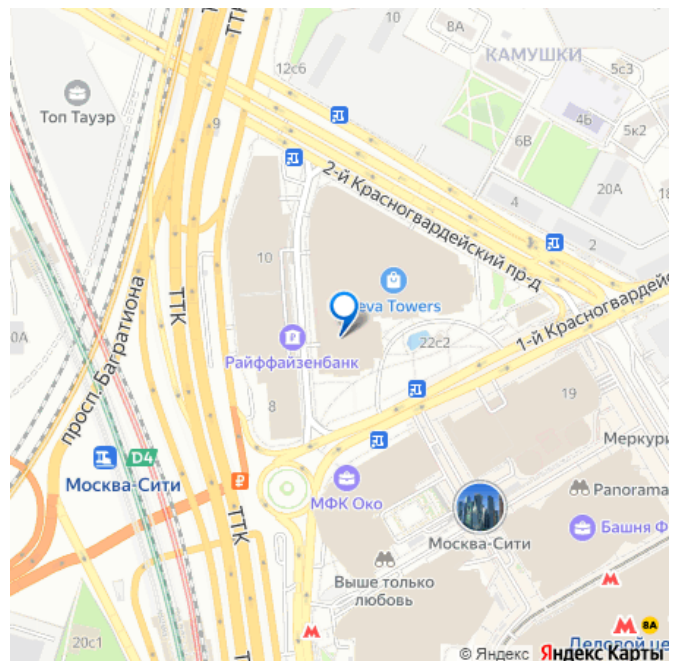 10
8А
КАМУШКИ
ТТК
12с6
5с3
Топ Тауэр
9
4Б
5к2
6В
2-й Красногвардейский пр-д
20А
4
2
10
eva Towers
просп. Багратиона
ТТК
22с2
1-й Красногвардейс
0А
Райффайзенбанк
19
8
Меркури
D4
Москва-Сити
₽
МФК Око
Panorama
Башня Ф
ТТК
Москва-Сити
Выше только
любовь
20с1
М
М
М 8А
Деловой це
© Яндекс Яндекс Карты